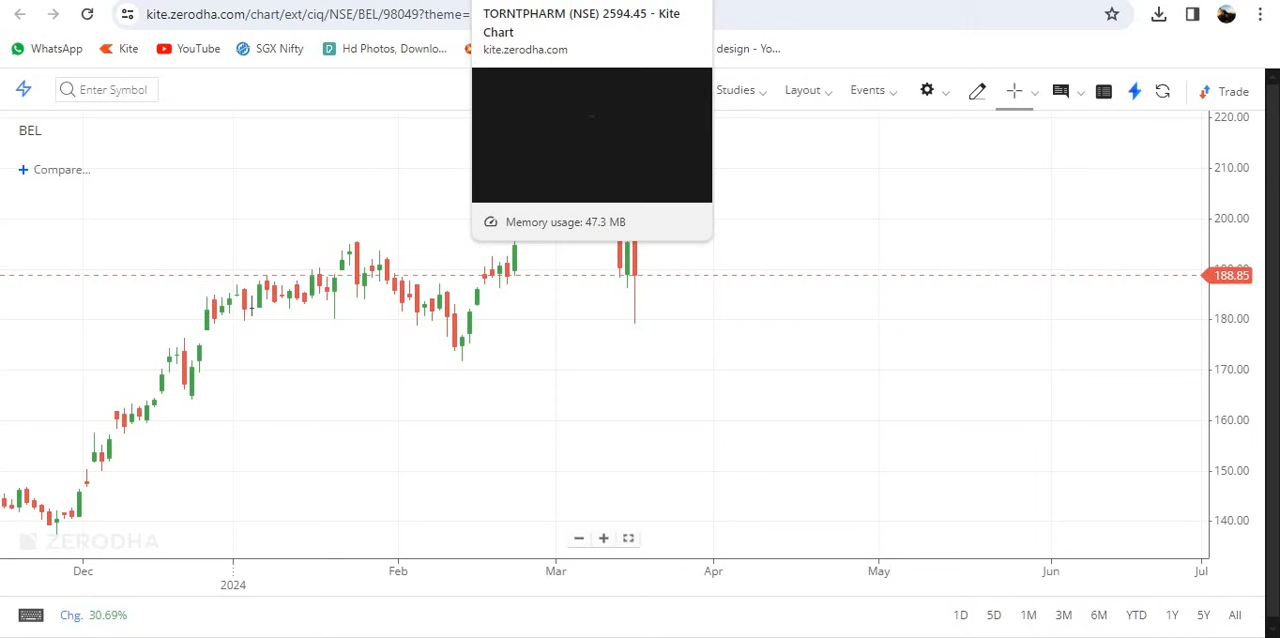 TORNTPHARM (NSE) 2594.45 - Kite
Chart
kite.zerodha.com
kite.zerodha.com/chart/ext/ciq/NSE/BEL/98049?theme=
WhatsApp
Kite
YouTube
SGX Nifty
Hd Photos, Downlo...
design - Yo...
Enter Symbol
Studies
Layout
Events
Trade
BEL
Compare...
Memory usage: 47.3 MB
220.00
210.00
200.00
188.85
180.00
170.00
160.00
150.00
140.00
ZERODHA
Dec
2024
Feb
Mar
Apr
May
Jun
Jul
Chg. 30.69%
1D 5D 1M 3M 6M YTD 1Y 5Y All